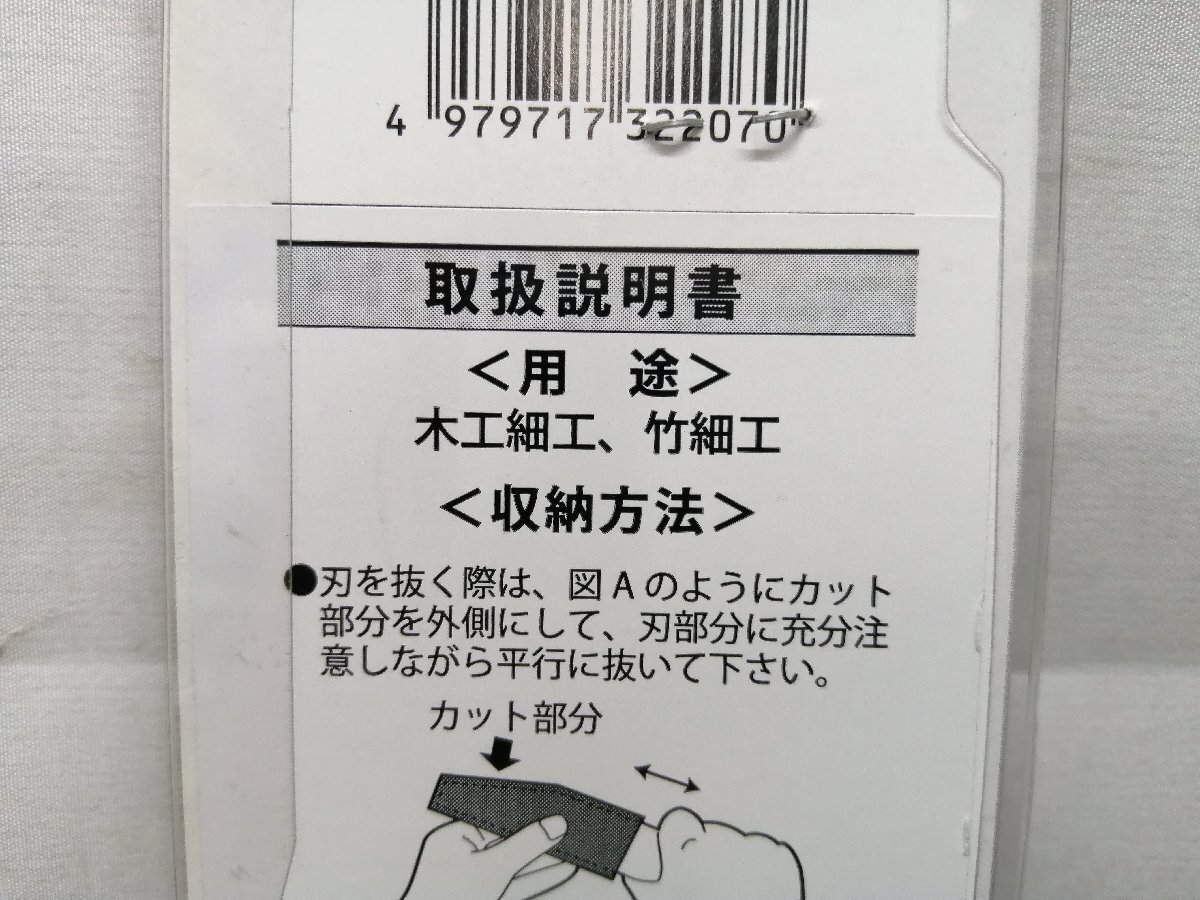 4 979717 322070
取扱説明書
＜用　途＞
木工細工、竹細工
＜収納方法＞
●刃を抜く際は、図Aのようにカット
部分を外側にして、刃部分に充分注
意しながら平行に抜いて下さい。
カット部分